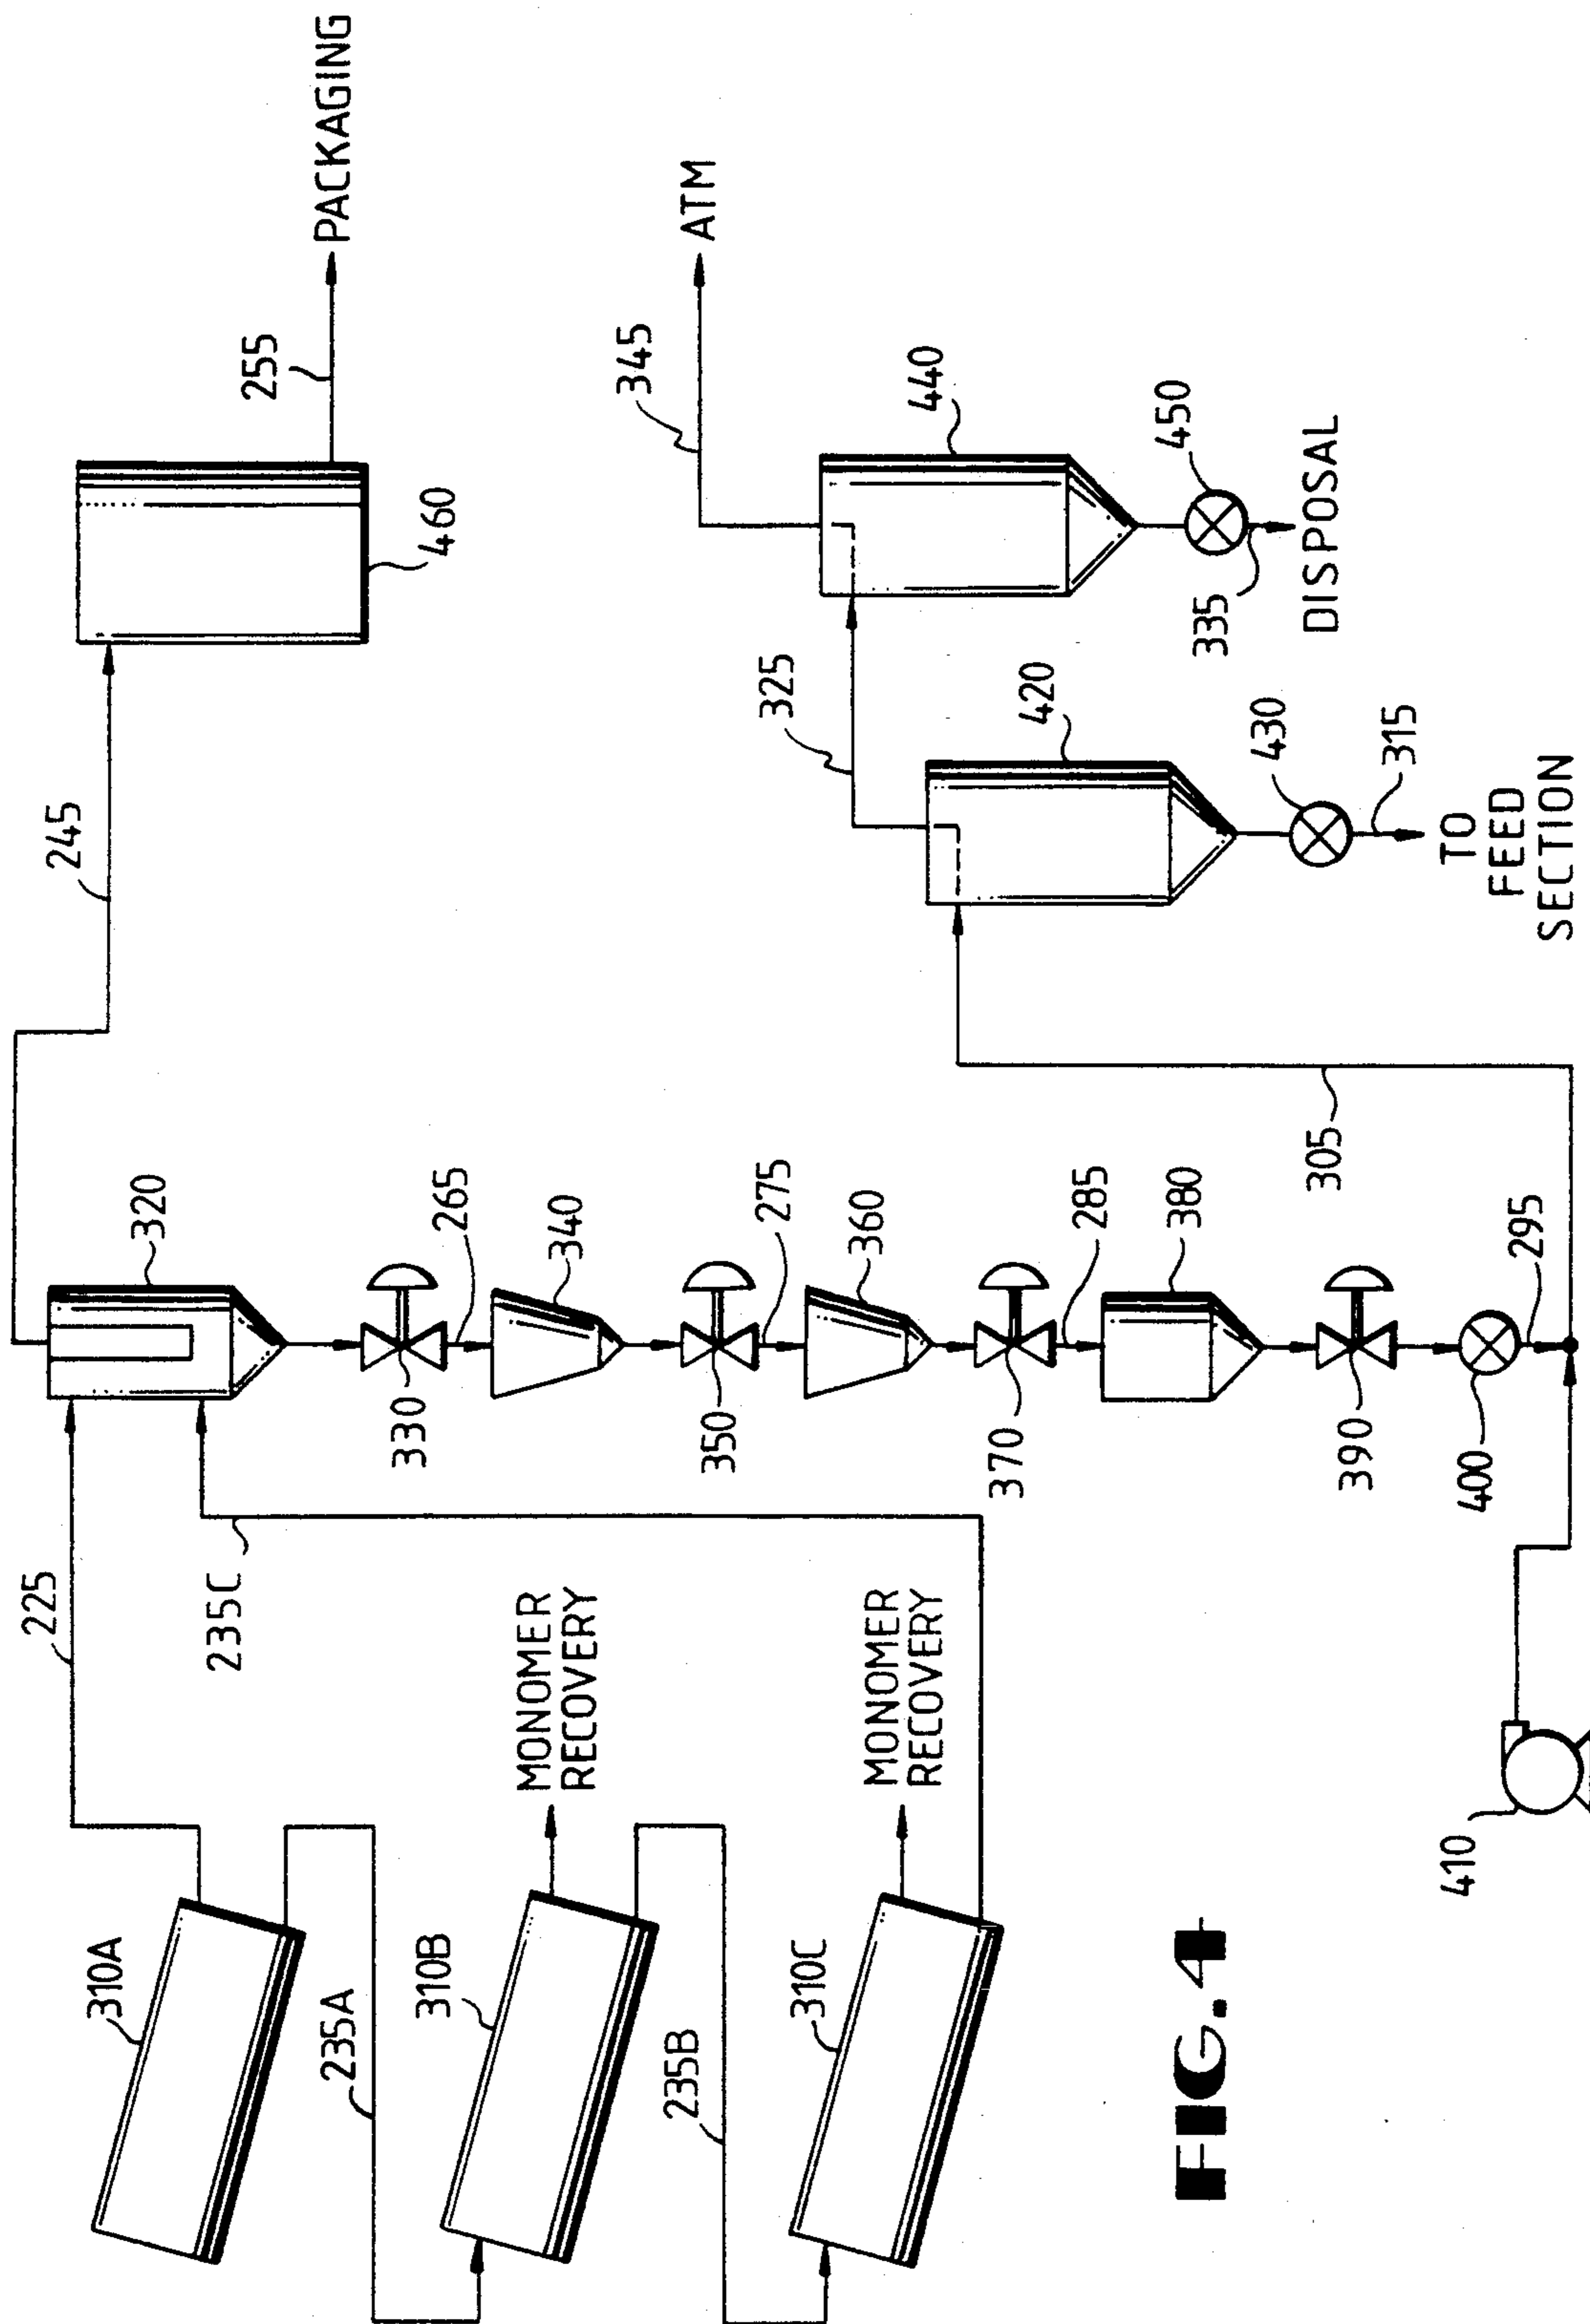 225
245
310A
320
235C
255
PACKAGING
235A
330
460
310B
265
MONOMER
RECOVERY
340
345
235B
ATM
350
275
325
310C
360
MONOMER
RECOVERY
440
370
420
285
450
380
FIG.4
335
430
305
DISPOSAL
390
315
410
400
295
TO
FEED
SECTION